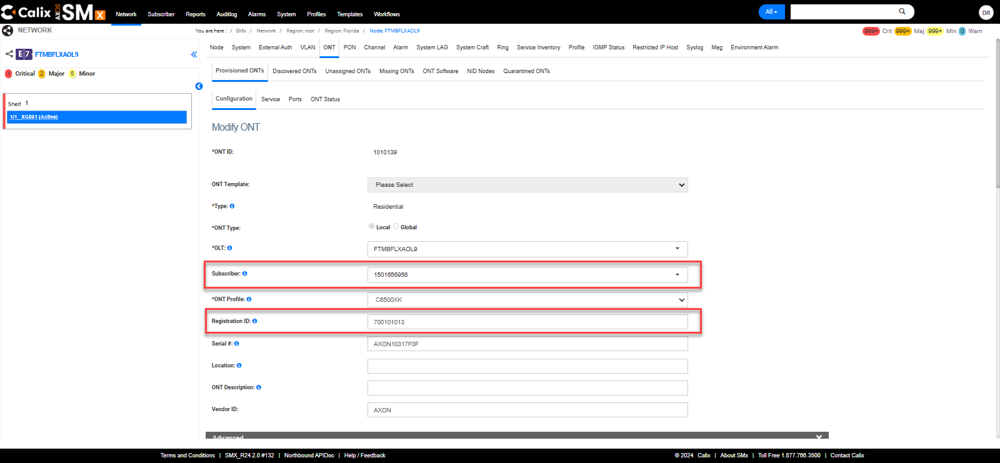 Calix AXOS SMx Network Subscriber Reports Auditlog Alarms System Profiles Templates Workflows All DR
NETWORK You are here : / SMx / Network / Region: root / Region: Florida / Node: FTMBFLXAOL9 999+ Crit 999+ Maj 999+ Min 0 Warn
E7 FTMBFLXAOL9
1 Critical 2 Major 5 Minor
Shelf 1
1/1_ XG801 (Active)
Node System External Auth VLAN ONT PON Channel Alarm System LAG System Craft Ring Service Inventory Profile IGMP Status Restricted IP Host Syslog Meg Environment Alarm
Provisioned ONTs Discovered ONTs Unassigned ONTs Missing ONTs ONT Software NID Nodes Quarantined ONTs
Configuration Service Ports ONT Status
Modify ONT
*ONT ID: 1010139
ONT Template: Please Select
*Type: Residential
*ONT Type: Local Global
*OLT: FTMBFLXAOL9
Subscriber: 1501656956
*ONT Profile: C6500XK
Registration ID: 700101013
Serial #: AXON10317F0F
Location:
ONT Description:
Vendor ID: AXON
Advanced
Terms and Conditions | SMX_R24.2.0 #132 | Northbound APIDoc | Help / Feedback © 2024 Calix | About SMx | Toll Free 1.877.766.3500 | Contact Calix